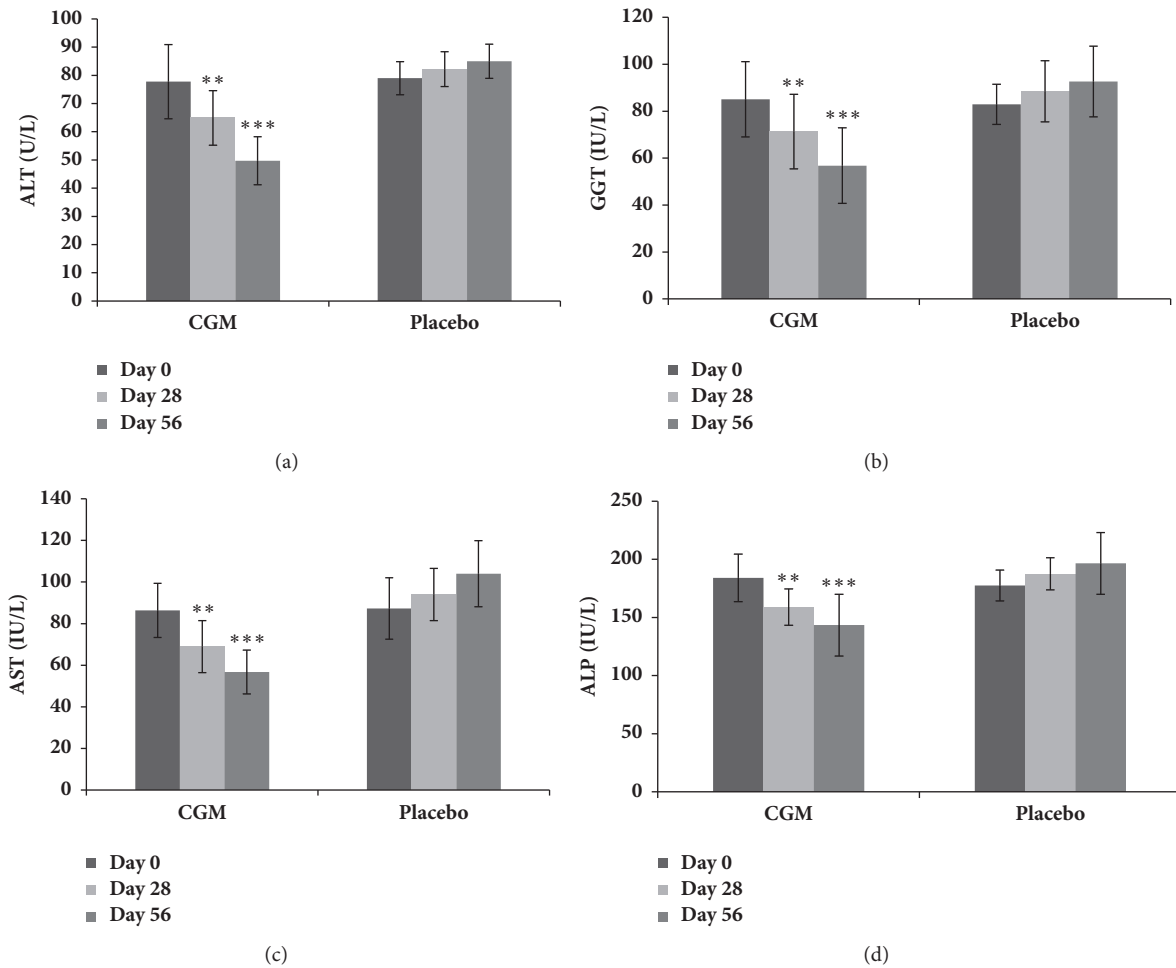 100
90
80
70
60
50
40
30
20
10
0
ALT (U/L)
**
***
CGM Placebo
Day 0
Day 28
Day 56
(a)
120
100
80
60
40
20
0
GGT (IU/L)
**
***
CGM Placebo
Day 0
Day 28
Day 56
(b)
140
120
100
80
60
40
20
0
AST (IU/L)
**
***
CGM Placebo
Day 0
Day 28
Day 56
(c)
250
200
150
100
50
0
ALP (IU/L)
**
***
CGM Placebo
Day 0
Day 28
Day 56
(d)